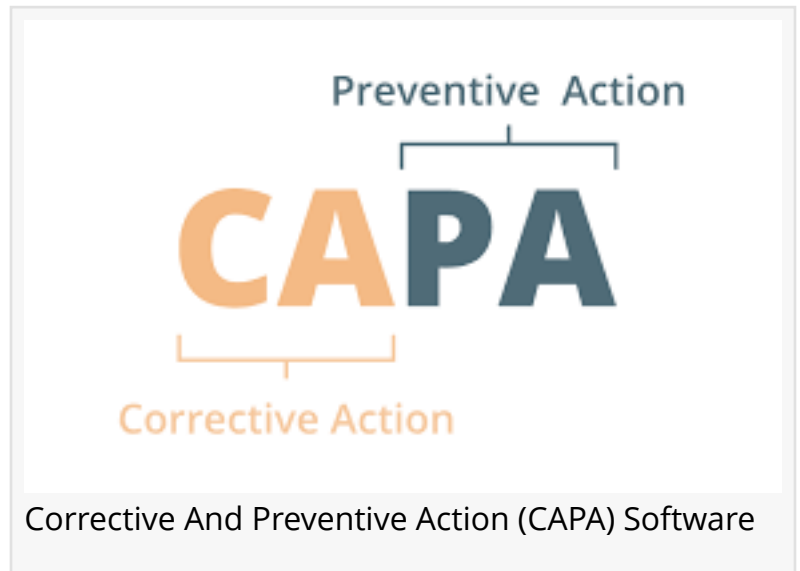 Preventive Action
CAPA
Corrective Action
Corrective And Preventive Action (CAPA) Software